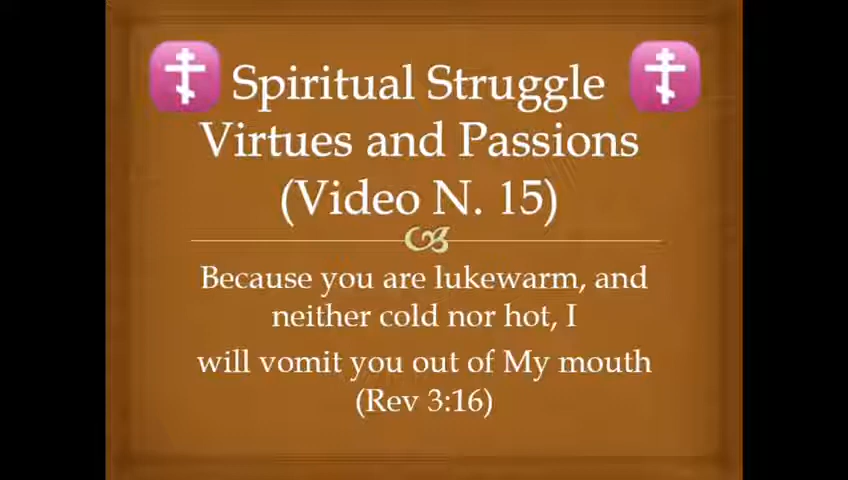 Spiritual Struggle
Virtues and Passions
(Video N. 15)
Because you are lukewarm, and
neither cold nor hot, I
will vomit you out of My mouth
(Rev 3:16)